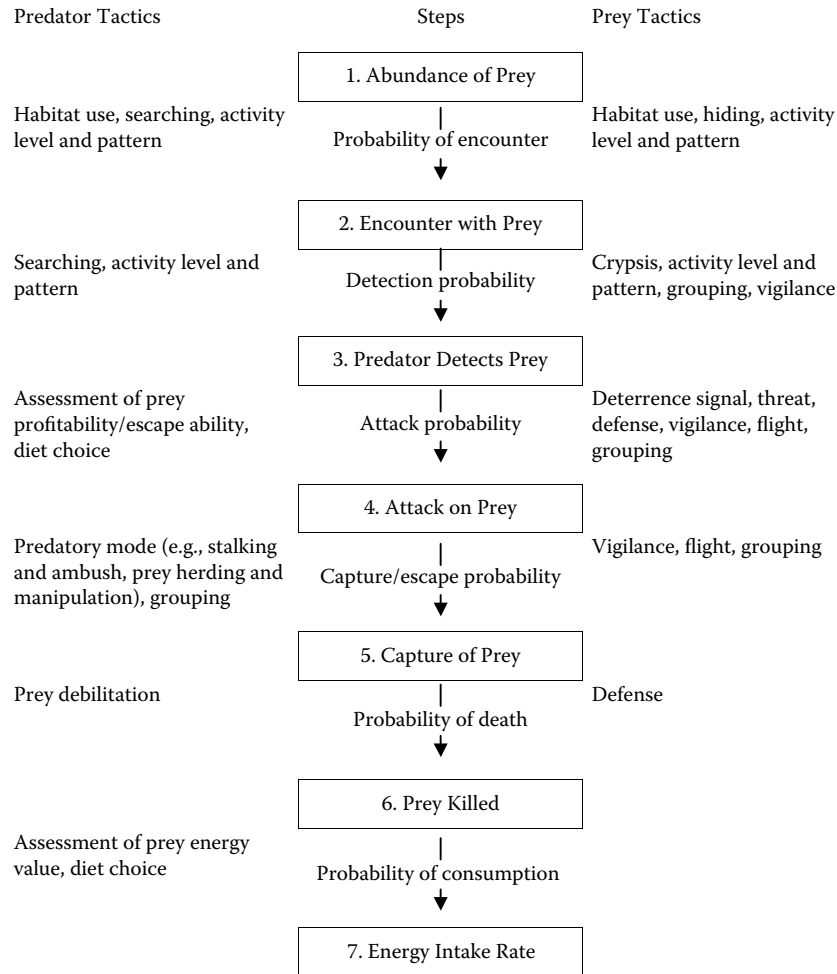 Predator Tactics
Steps
Prey Tactics
1. Abundance of Prey
Habitat use, searching, activity
level and pattern
Probability of encounter
Habitat use, hiding, activity
level and pattern
2. Encounter with Prey
Searching, activity level and
pattern
Detection probability
Crypsis, activity level and
pattern, grouping, vigilance
3. Predator Detects Prey
Assessment of prey
profitability/escape ability,
diet choice
Attack probability
Deterrence signal, threat,
defense, vigilance, flight,
grouping
4. Attack on Prey
Predatory mode (e.g., stalking
and ambush, prey herding and
manipulation), grouping
Capture/escape probability
Vigilance, flight, grouping
5. Capture of Prey
Prey debilitation
Probability of death
Defense
6. Prey Killed
Assessment of prey energy
value, diet choice
Probability of consumption
7. Energy Intake Rate